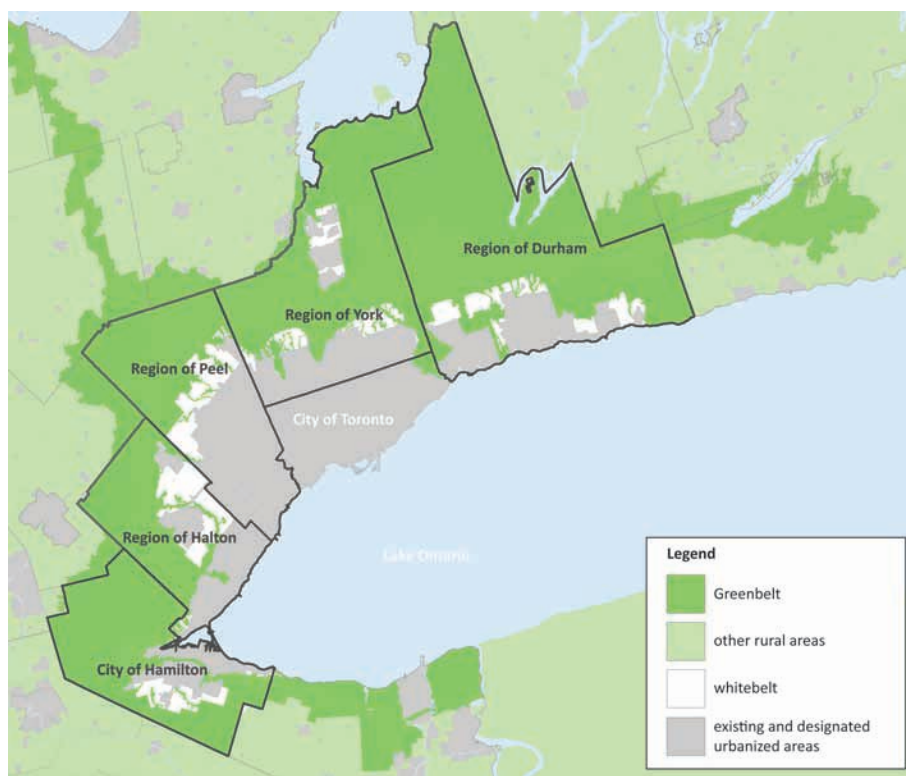 Region of Durham
Region of York
Region of Peel
City of Toronto
Region of Halton
Lake Ontario
City of Hamilton
Legend
Greenbelt
other rural areas
whitebelt
existing and designated
urbanized areas